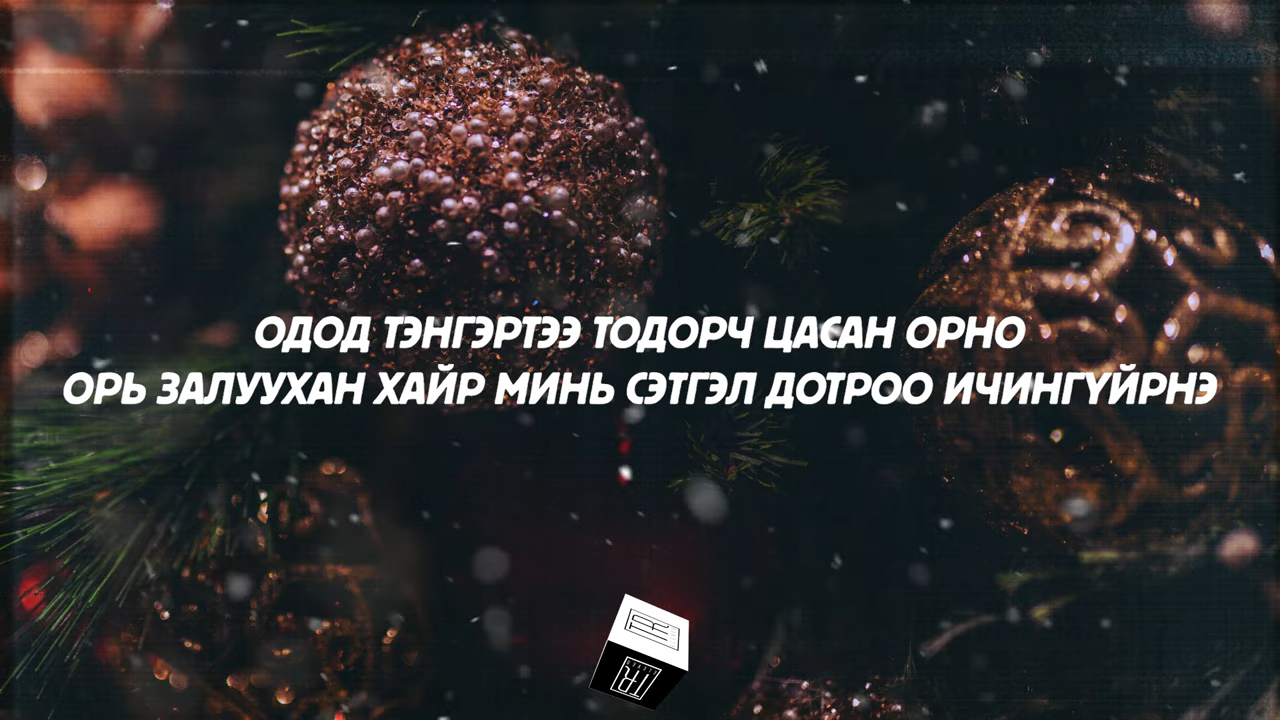 ОДОД ТЭНГЭРТЭЭ ТОДОРЧ ЦАСАН ОРНО
ОРЬ ЗАЛУУХАН ХАЙР МИНЬ СЭТГЭЛ ДОТРОО ИЧИНГҮЙРНЭ